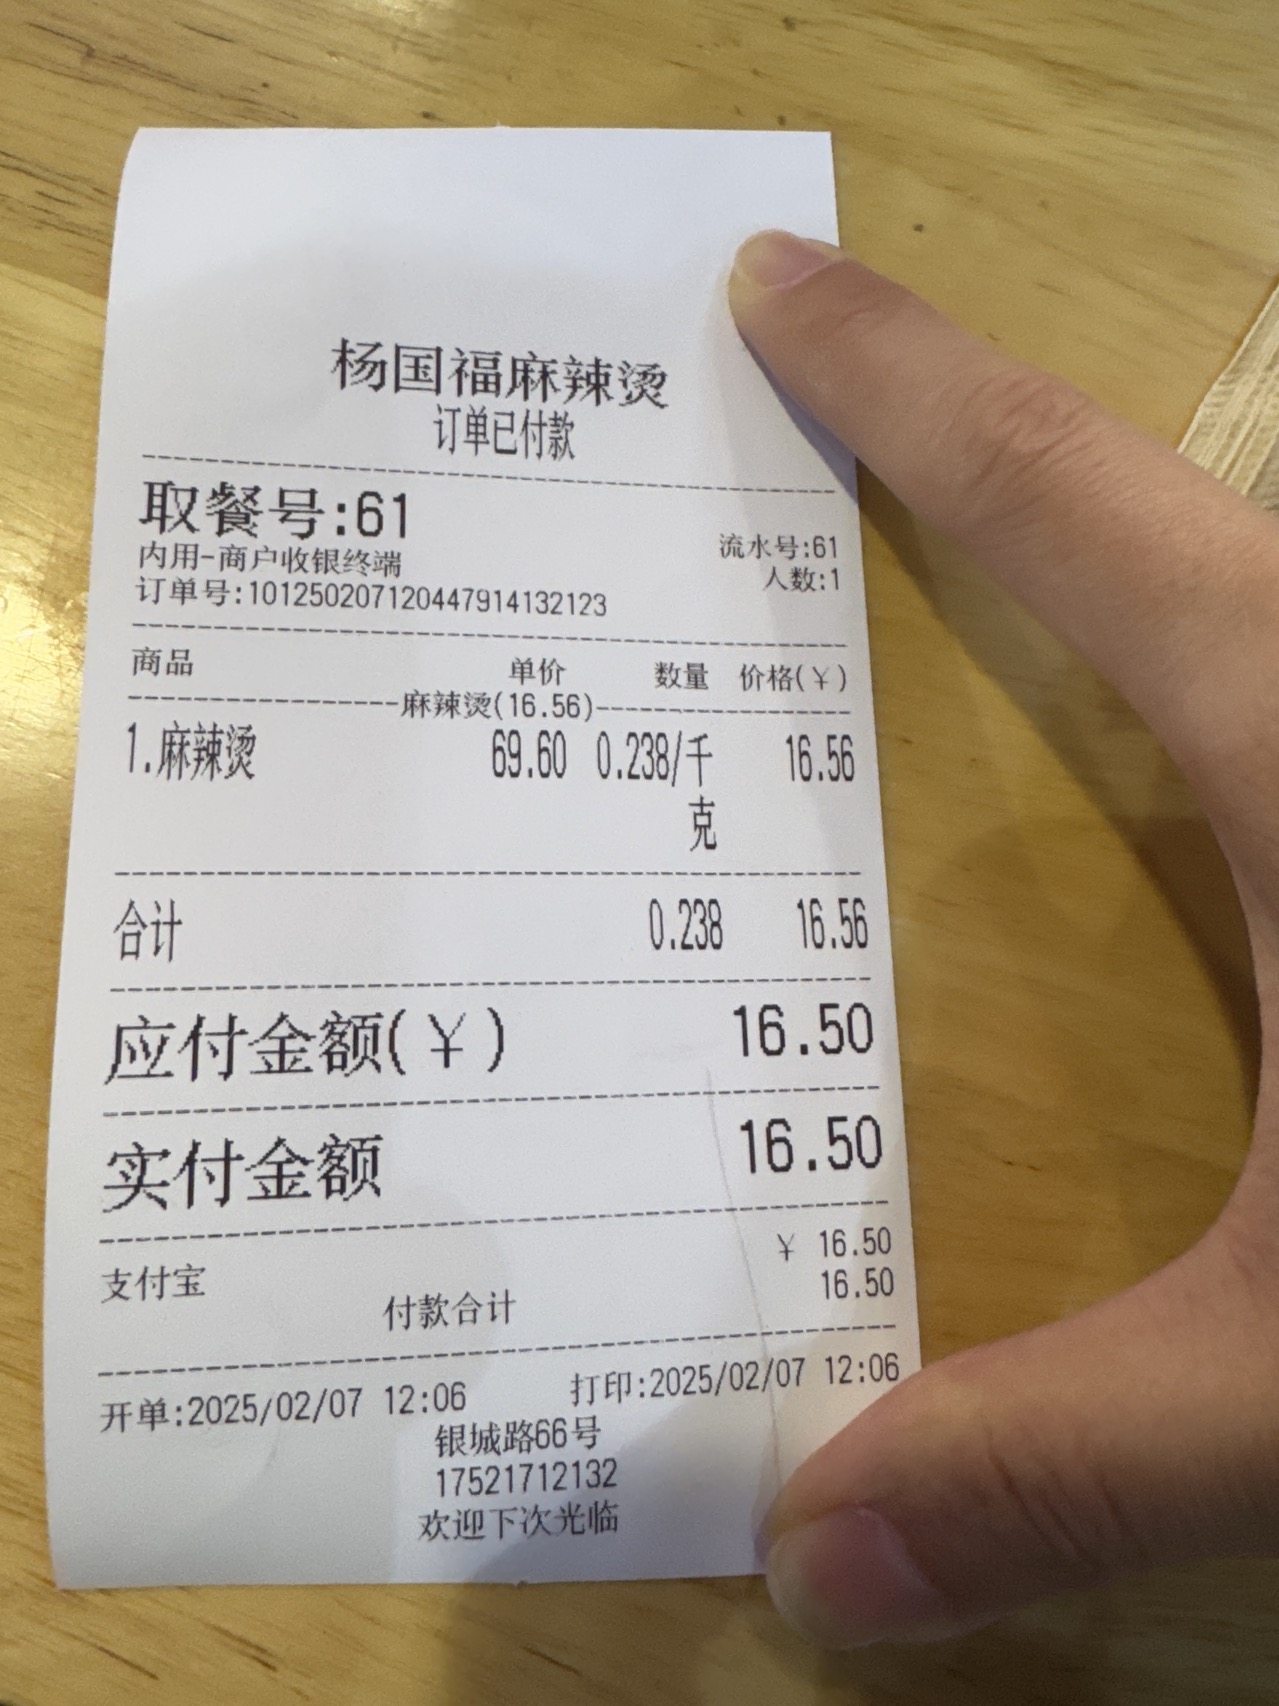 杨国福麻辣烫
订单已付款
取餐号:61
内用-商户收银终端 流水号:61
订单号:101250207120447914132123 人数:1
商品 单价 数量 价格(¥)
麻辣烫(16.56)
1.麻辣烫 69.60 0.238/千克 16.56
合计 0.238 16.56
应付金额(¥) 16.50
实付金额 16.50
支付宝 ¥ 16.50
付款合计 16.50
开单:2025/02/07 12:06 打印:2025/02/07 12:06
银城路66号
17521712132
欢迎下次光临